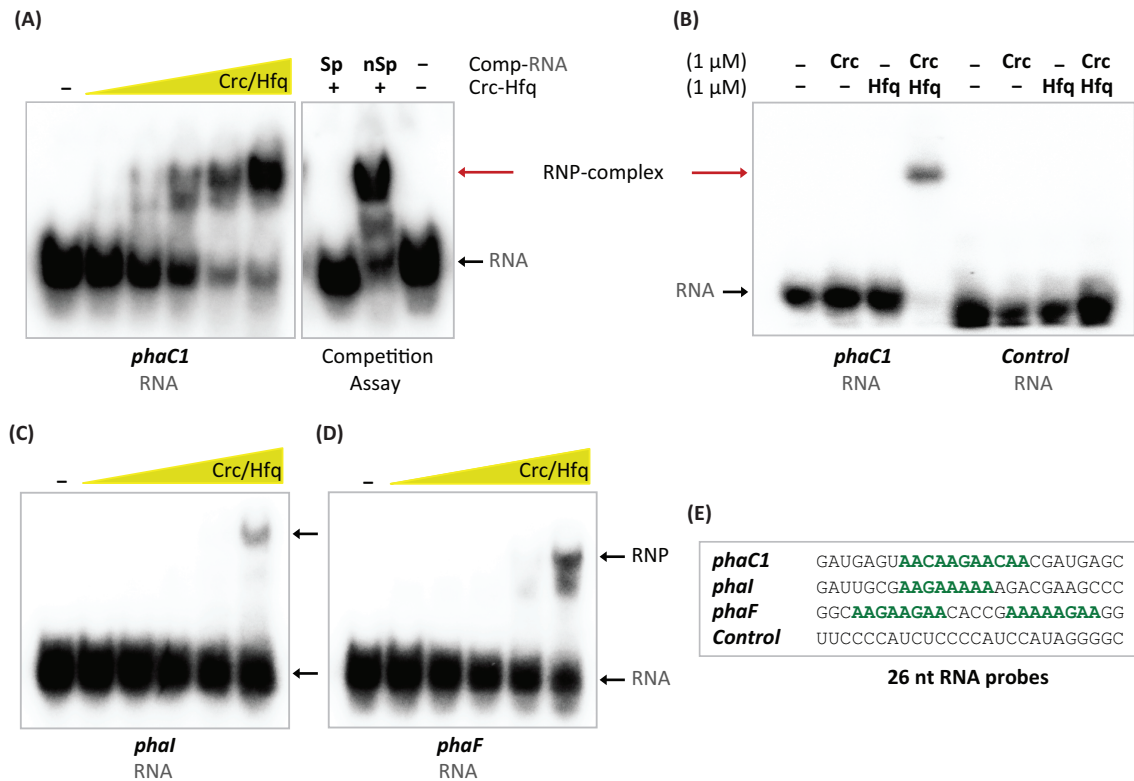 (A)
Crc/Hfq
–
Sp nSp – Comp-RNA
+ + – Crc-Hfq
RNP-complex
RNA
phaC1
RNA
Competition
Assay
(B)
(1 µM) – Crc – Crc – Crc – Crc
(1 µM) – – Hfq Hfq – – Hfq Hfq
RNA
phaC1
RNA
Control
RNA
(C)
Crc/Hfq
–
phaI
RNA
(D)
Crc/Hfq
–
RNP
RNA
phaF
RNA
(E)
phaC1 GAUGAGUAACAAGAACAACGAUGAGC
phaI GAUUGCGAAGAAAAAAGACGAAGCCC
phaF GGCAAGAAGAACACCGAAAAAGAAGG
Control UUCCCCAUCUCCCCAUCCAUAGGGGC
26 nt RNA probes